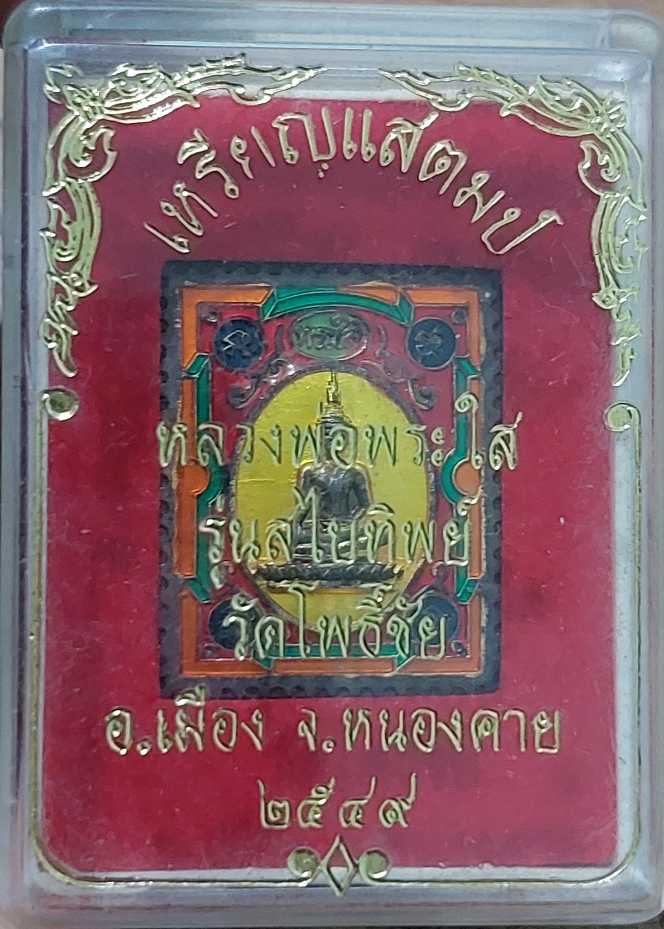 เหรียญแสตมป์
หลวงพ่อพระใส
รุ่นสไบทิพย์
วัดโพธิ์ชัย
อ.เมือง จ.หนองคาย
๒๕๔๙